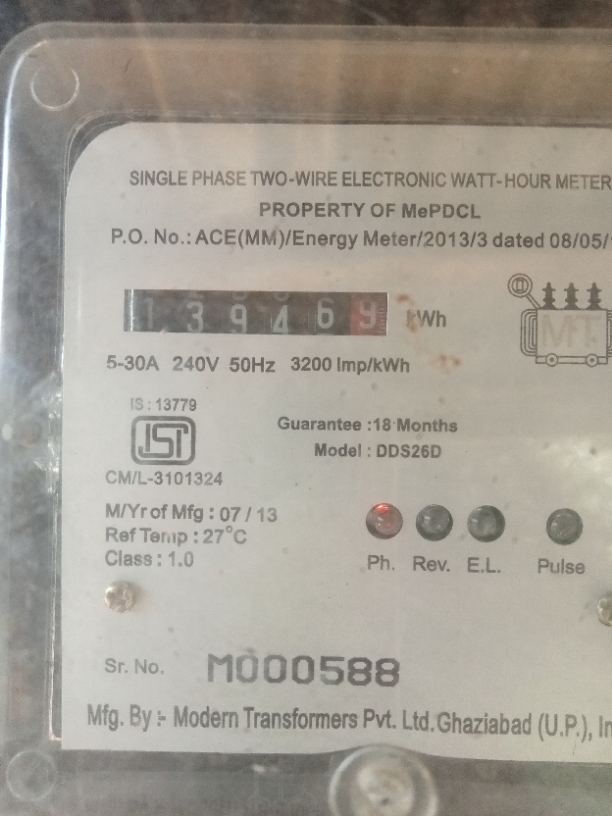 SINGLE PHASE TWO-WIRE ELECTRONIC WATT-HOUR METER
PROPERTY OF MePDCL
P.O. No.: ACE(MM)/Energy Meter/2013/3 dated 08/05/
139469 kWh
MT
5-30A 240V 50Hz 3200 Imp/kWh
IS : 13779
ISI
CM/L-3101324
Guarantee :18 Months
Model : DDS26D
M/Yr of Mfg : 07 / 13
Ref Temp : 27°C
Class : 1.0
Ph. Rev. E.L. Pulse
Sr. No. M000588
Mfg. By :- Modern Transformers Pvt. Ltd. Ghaziabad (U.P.), In